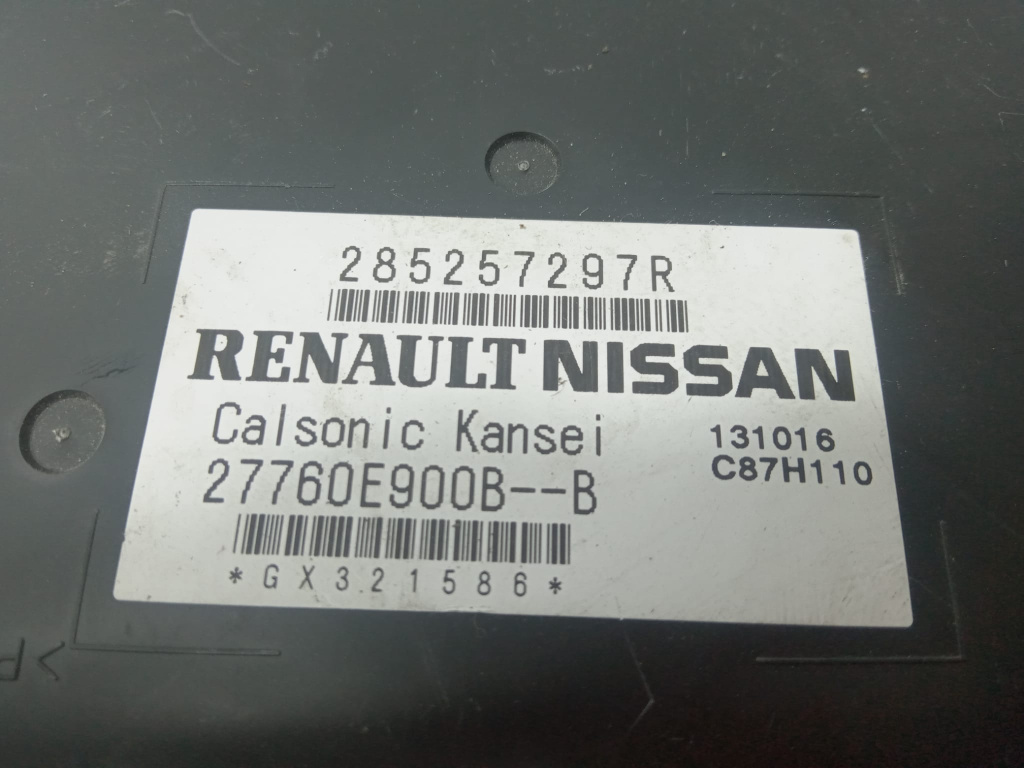 285257297R
RENAULT NISSAN
Calsonic Kansei 131016
27760E900B--B C87H110
*GX321586*
>P